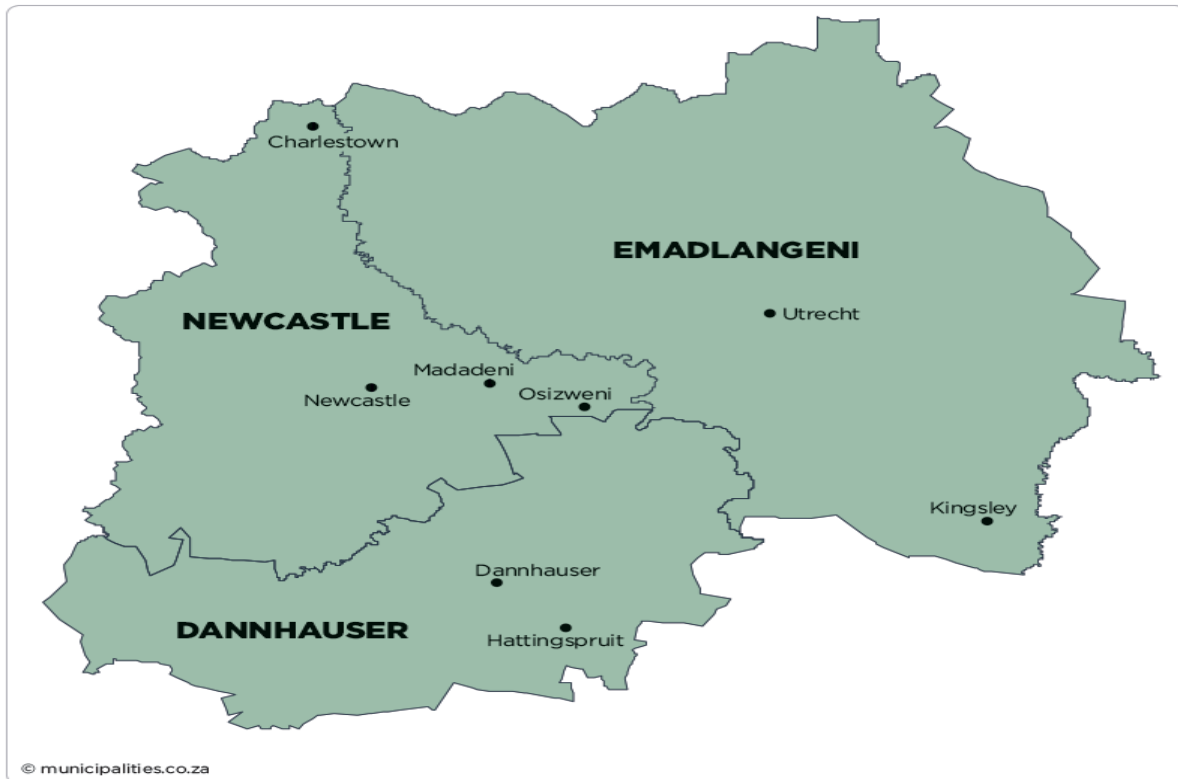 Charlestown
EMADLANGENI
Utrecht
NEWCASTLE
Madadeni
Newcastle
Osizweni
Kingsley
Dannhauser
DANNHAUSER
Hattingspruit
© municipalities.co.za